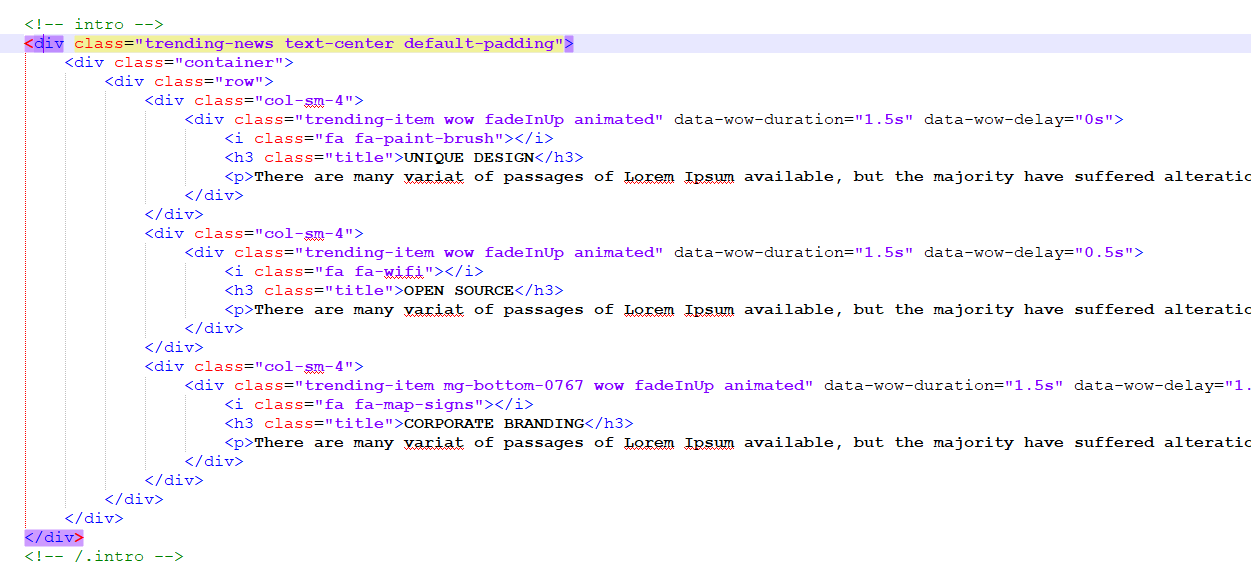 <!-- intro -->
<div class="trending-news text-center default-padding">
<div class="container">
<div class="row">
<div class="col-sm-4">
<div class="trending-item wow fadeInUp animated" data-wow-duration="1.5s" data-wow-delay="0s">
<i class="fa fa-paint-brush"></i>
<h3 class="title">UNIQUE DESIGN</h3>
<p>There are many variat of passages of Lorem Ipsum available, but the majority have suffered alteratio
</div>
</div>
<div class="col-sm-4">
<div class="trending-item wow fadeInUp animated" data-wow-duration="1.5s" data-wow-delay="0.5s">
<i class="fa fa-wifi"></i>
<h3 class="title">OPEN SOURCE</h3>
<p>There are many variat of passages of Lorem Ipsum available, but the majority have suffered alteratio
</div>
</div>
<div class="col-sm-4">
<div class="trending-item mg-bottom-0767 wow fadeInUp animated" data-wow-duration="1.5s" data-wow-delay="1.
<i class="fa fa-map-signs"></i>
<h3 class="title">CORPORATE BRANDING</h3>
<p>There are many variat of passages of Lorem Ipsum available, but the majority have suffered alteratio
</div>
</div>
</div>
</div>
</div>
<!-- /.intro -->